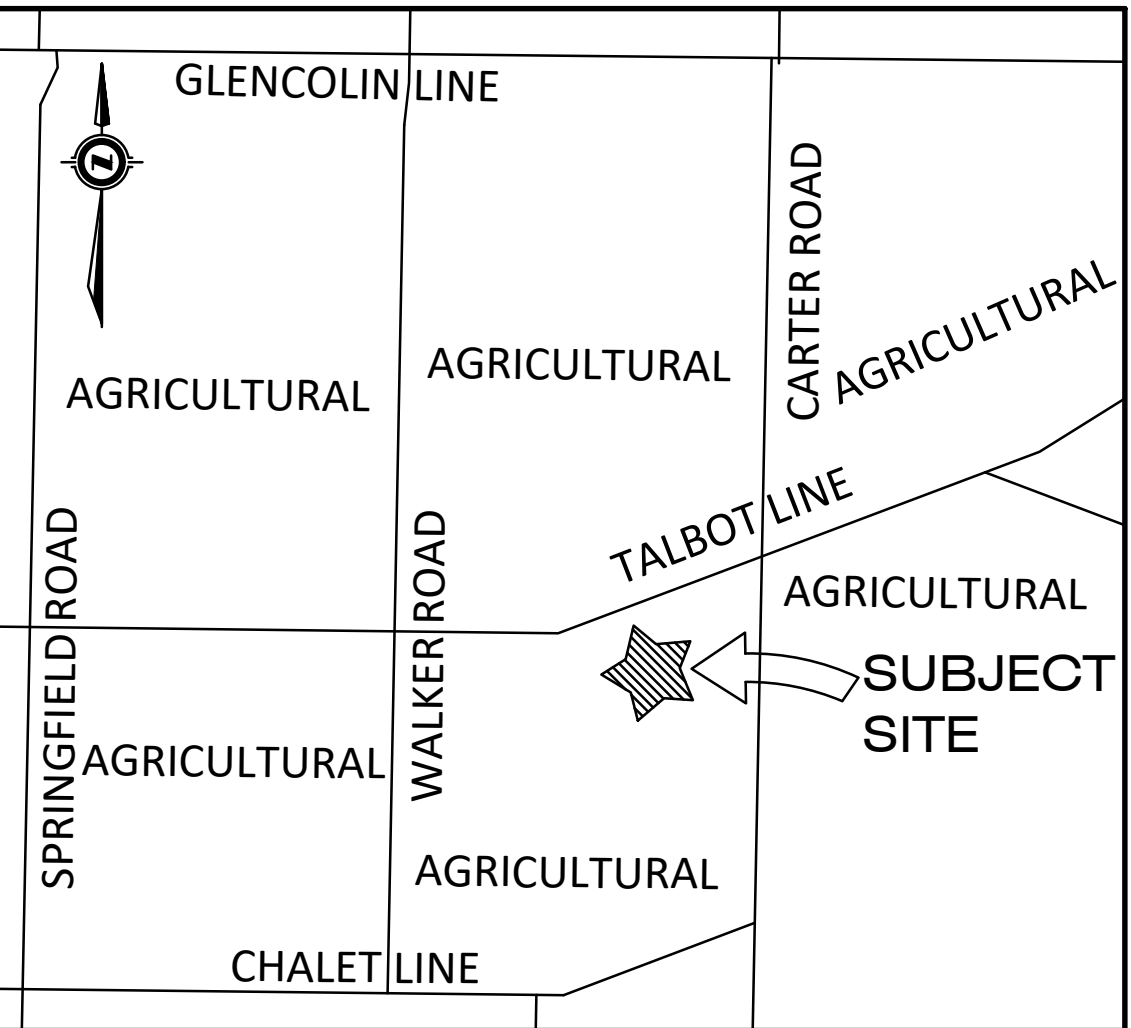 GLENCOLIN LINE
CARTER ROAD
AGRICULTURAL
AGRICULTURAL
AGRICULTURAL
TALBOT LINE
SPRINGFIELD ROAD
WALKER ROAD
AGRICULTURAL
SUBJECT
SITE
AGRICULTURAL
AGRICULTURAL
CHALET LINE